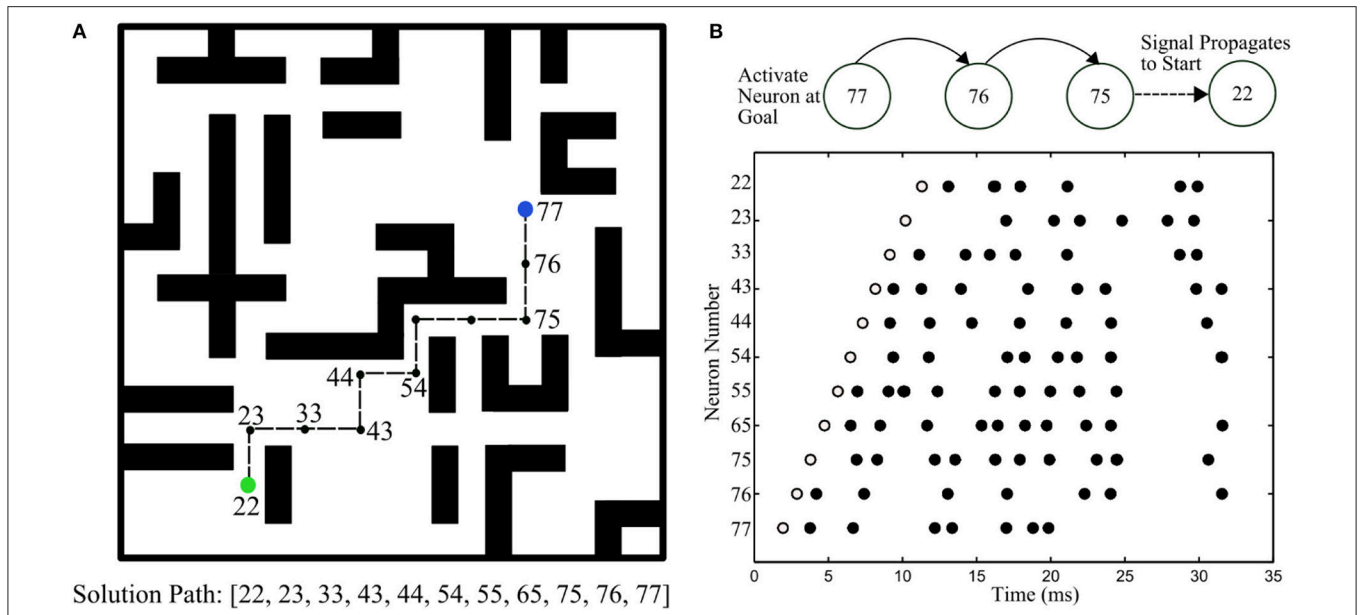 A
77
76
75
44
54
23
33
43
22
Solution Path: [22, 23, 33, 43, 44, 54, 55, 65, 75, 76, 77]
B
Activate
Neuron at
Goal
77
76
75
Signal Propagates
to Start
22
Neuron Number
22
23
33
43
44
54
55
65
75
76
77
0 5 10 15 20 25 30 35
Time (ms)